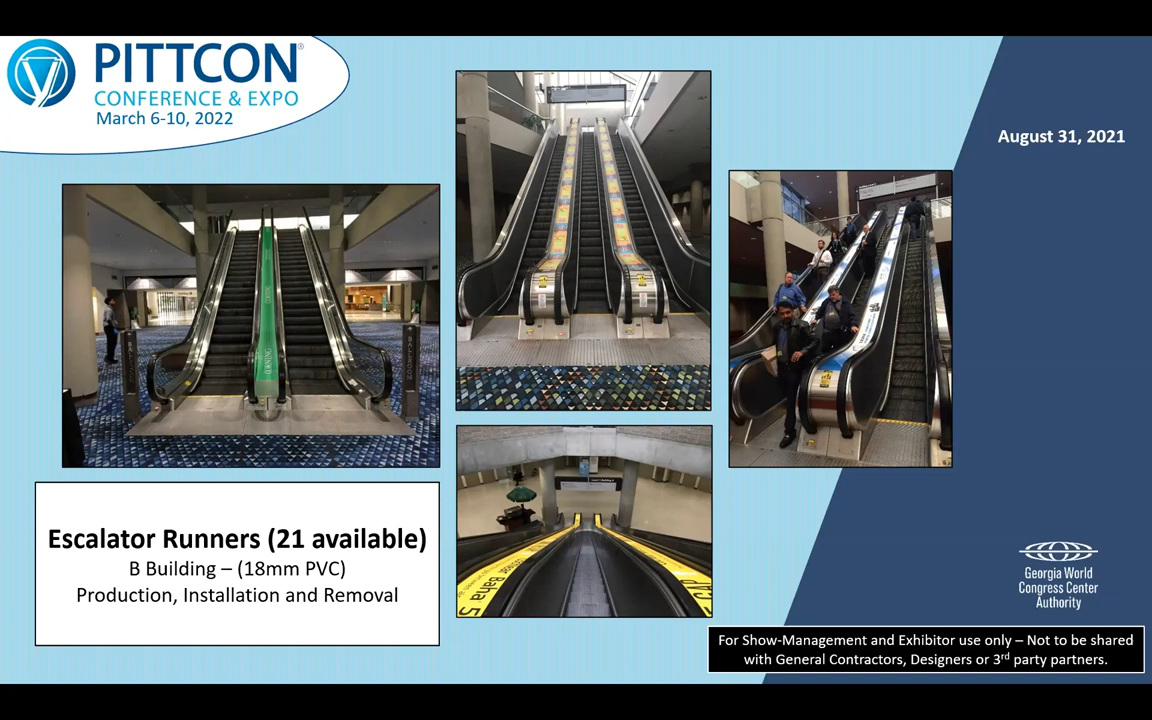 PITTCON®
CONFERENCE & EXPO
March 6-10, 2022
August 31, 2021
CORNING
Escalator Runners (21 available)
B Building – (18mm PVC)
Production, Installation and Removal
Georgia World
Congress Center
Authority
For Show-Management and Exhibitor use only – Not to be shared
with General Contractors, Designers or 3rd party partners.